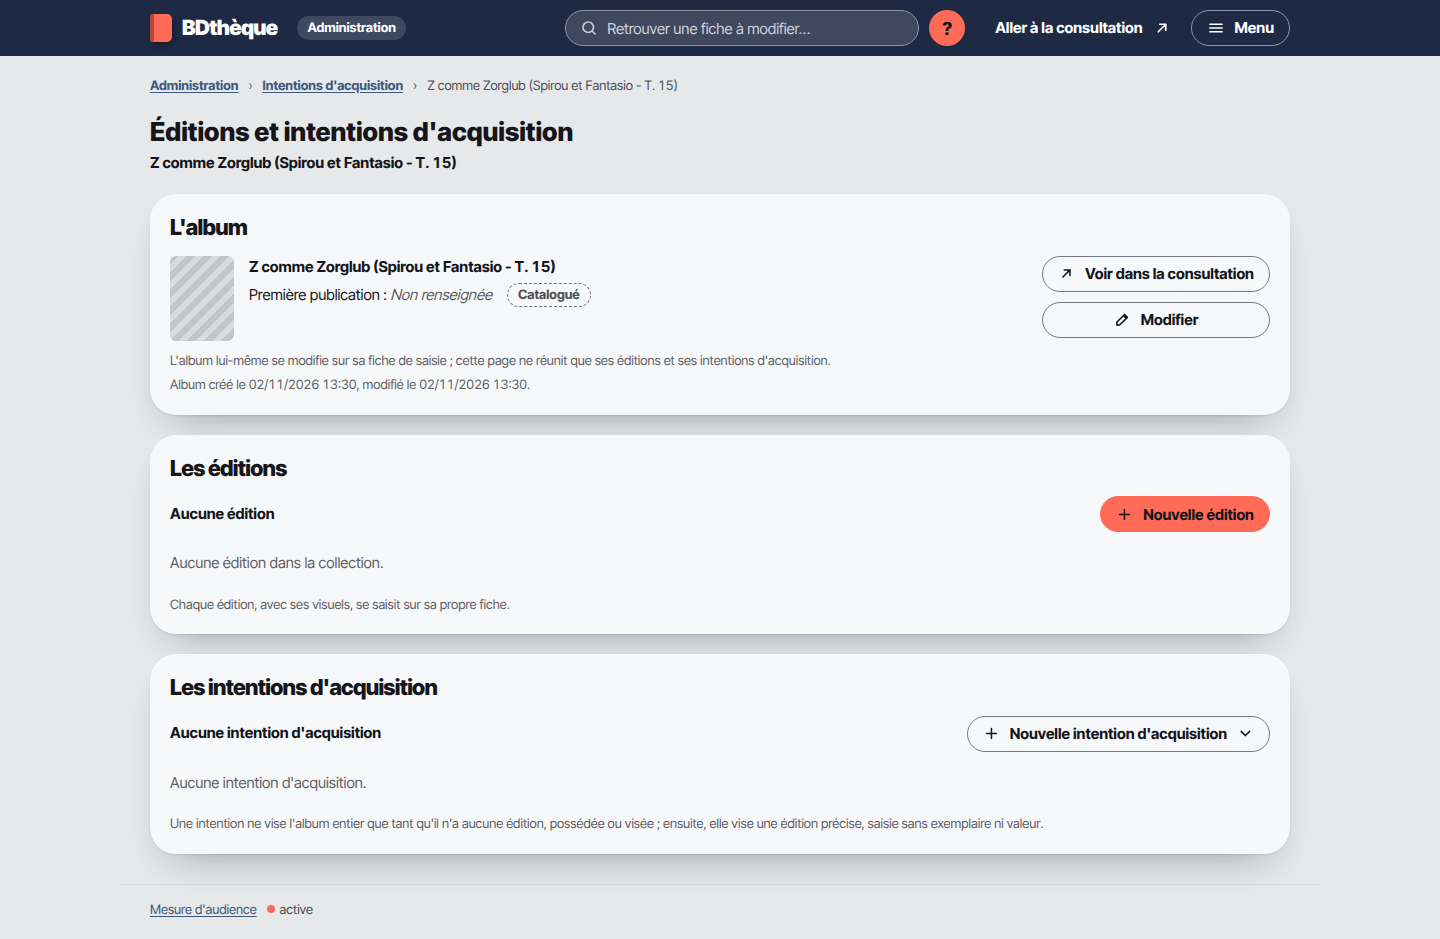 BDthèque Administration Retrouver une fiche à modifier... ? Aller à la consultation Menu
Administration › Intentions d'acquisition › Z comme Zorglub (Spirou et Fantasio - T. 15)
Éditions et intentions d'acquisition
Z comme Zorglub (Spirou et Fantasio - T. 15)
L'album
Z comme Zorglub (Spirou et Fantasio - T. 15)
Voir dans la consultation
Première publication : Non renseignée Catalogué
Modifier
L'album lui-même se modifie sur sa fiche de saisie ; cette page ne réunit que ses éditions et ses intentions d'acquisition.
Album créé le 02/11/2026 13:30, modifié le 02/11/2026 13:30.
Les éditions
Aucune édition
Nouvelle édition
Aucune édition dans la collection.
Chaque édition, avec ses visuels, se saisit sur sa propre fiche.
Les intentions d'acquisition
Aucune intention d'acquisition
Nouvelle intention d'acquisition
Aucune intention d'acquisition.
Une intention ne vise l'album entier que tant qu'il n'a aucune édition, possédée ou visée ; ensuite, elle vise une édition précise, saisie sans exemplaire ni valeur.
Mesure d'audience active